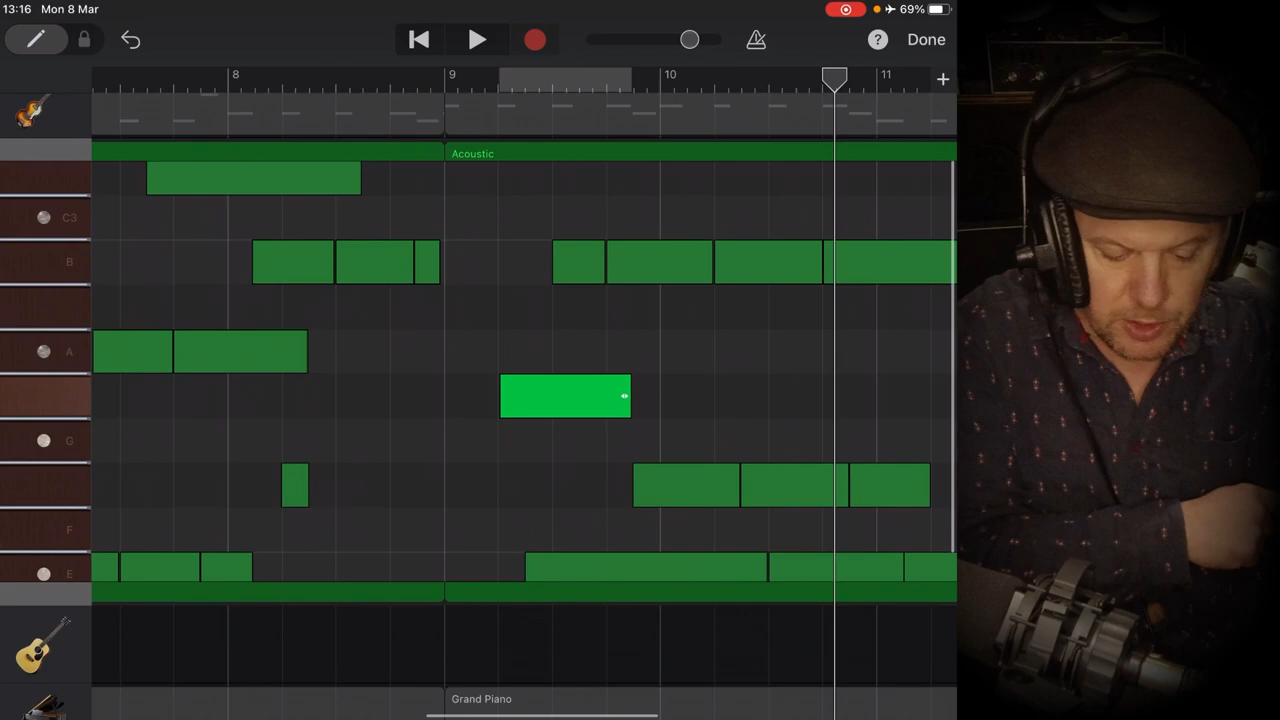 13:16 Mon 8 Mar
69%
? Done
8 9 10 11 +
Acoustic
C3
B
A
G
F
E
Grand Piano